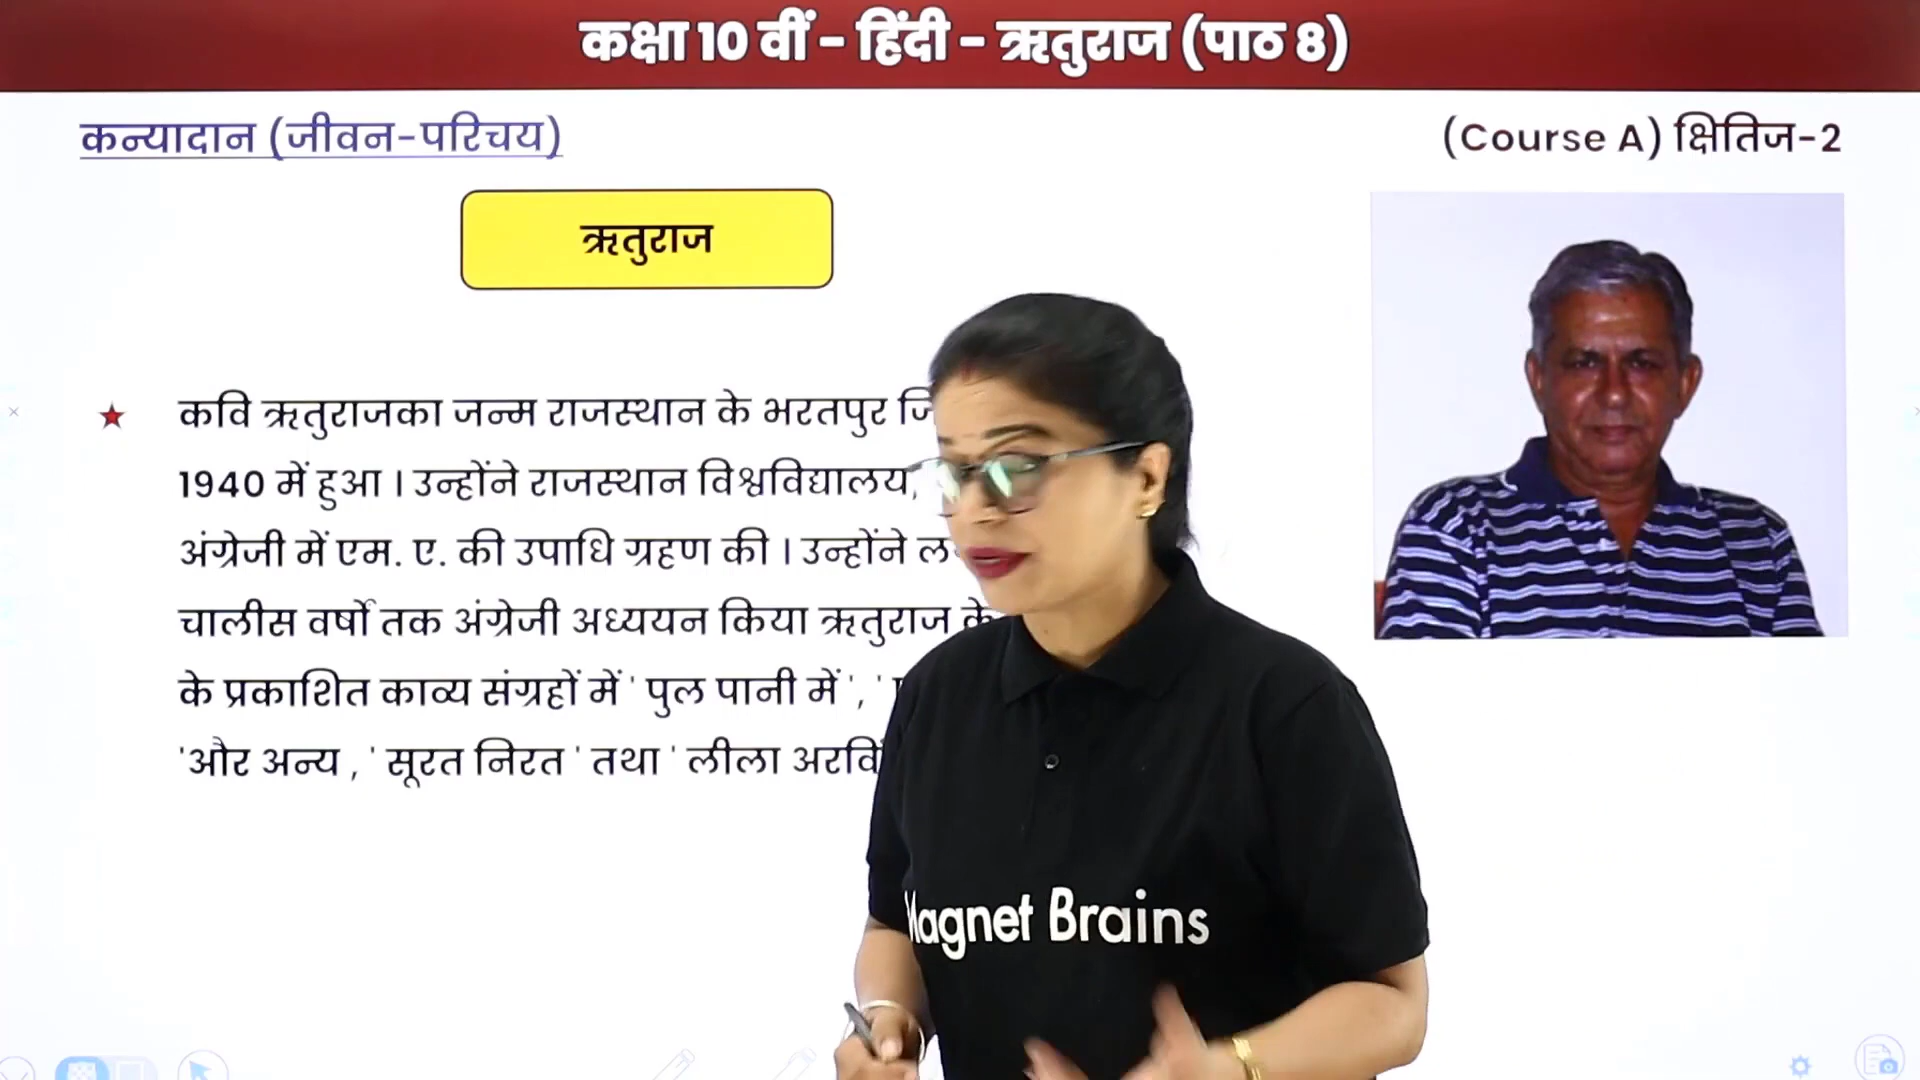 कक्षा 10 वीं - हिंदी - ऋतुराज (पाठ 8)
कन्यादान (जीवन-परिचय)
(Course A) क्षितिज-2
ऋतुराज
कवि ऋतुराजका जन्म राजस्थान के भरतपुर
1940 में हुआ । उन्होंने राजस्थान विश्वविद्यालय,
अंग्रेजी में एम. ए. की उपाधि ग्रहण की । उन्होंने
चालीस वर्षों तक अंग्रेजी अध्ययन किया ऋतुराज के
के प्रकाशित काव्य संग्रहों में ' पुल पानी में ', '
'और अन्य , ' सूरत निरत ' तथा ' लीला
Magnet Brains